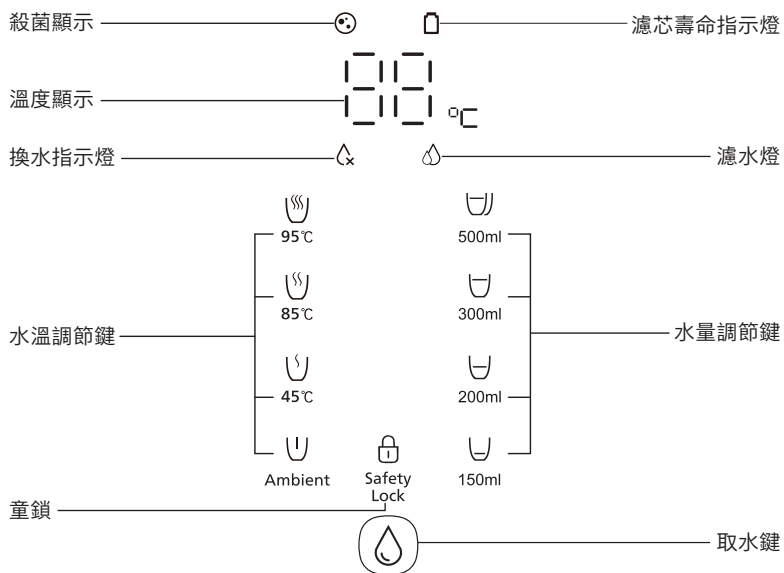 殺菌顯示
濾芯壽命指示燈
溫度顯示
88 °C
換水指示燈
濾水燈
95℃
500ml
85℃
300ml
水溫調節鍵
水量調節鍵
45℃
200ml
Ambient
Safety
Lock
150ml
童鎖
取水鍵